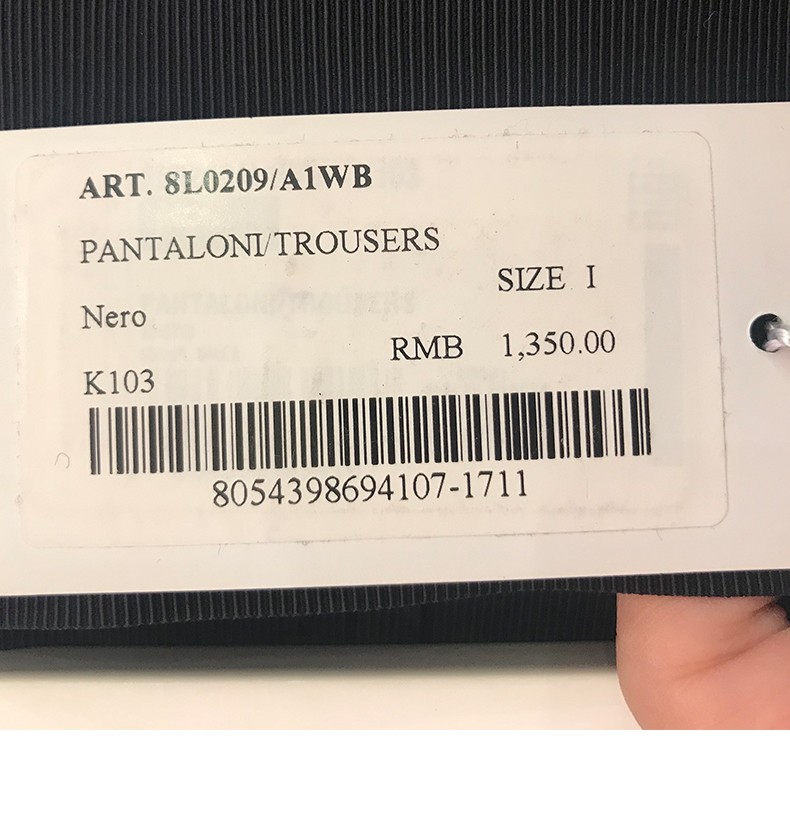 ART. 8L0209/A1WB
PANTALONI/TROUSERS
SIZE I
Nero
RMB 1,350.00
K103
8054398694107-1711